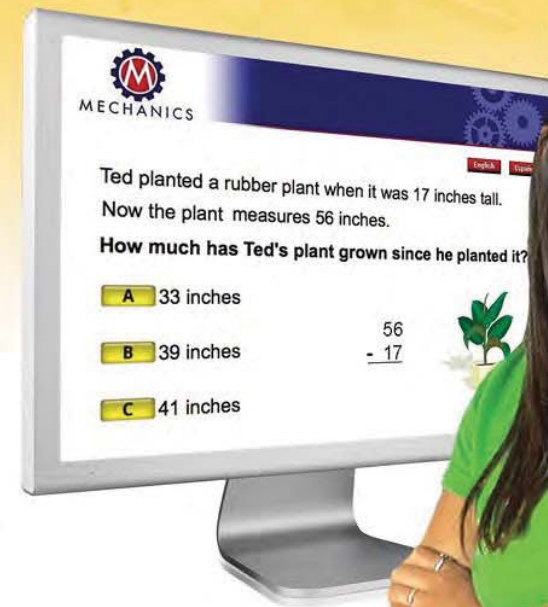 M
MECHANICS
English
Ted planted a rubber plant when it was 17 inches tall.
Now the plant measures 56 inches.
How much has Ted's plant grown since he planted it?
A 33 inches
B 39 inches
C 41 inches
56
- 17